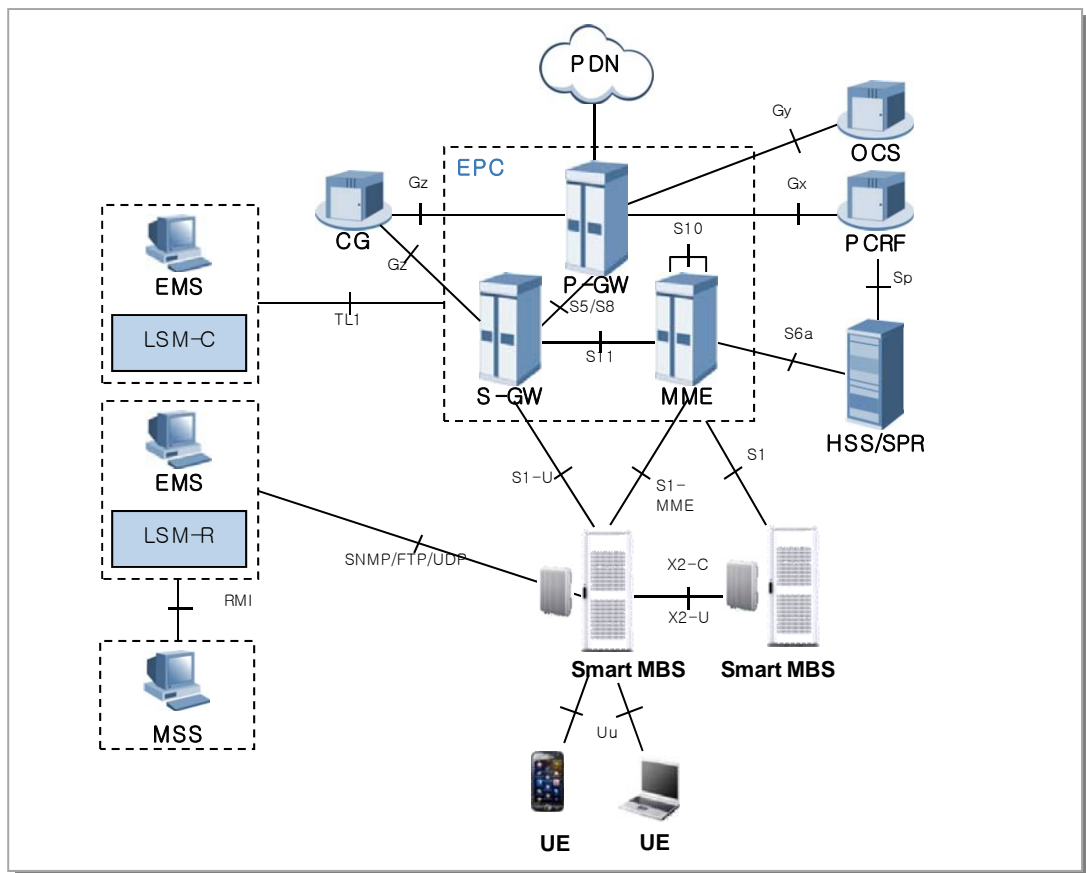 PDN
Gy
OCS
EPC
Gz
Gx
CG
S10
PCRF
EMS
Gz
P-GW
Sp
LSM-C
TL1
S5/S8
S11
S6a
S-GW
MME
HSS/SPR
EMS
S1-U
S1-
MME
S1
LSM-R
SNMP/FTP/UDP
X2-C
RMI
X2-U
Smart MBS
Smart MBS
MSS
Uu
UE
UE